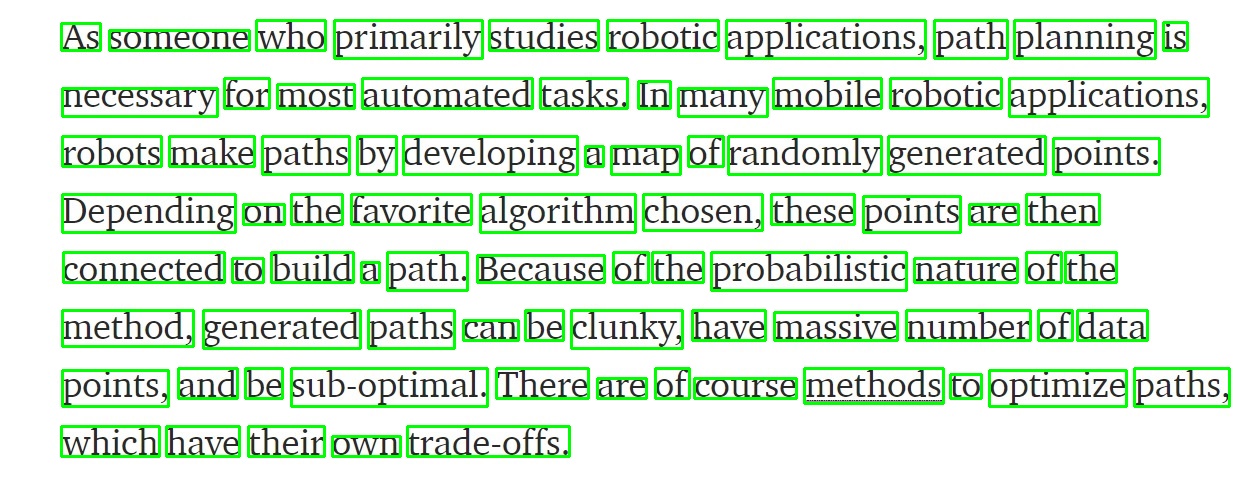 As someone who primarily studies robotic applications, path planning is
necessary for most automated tasks. In many mobile robotic applications,
robots make paths by developing a map of randomly generated points.
Depending on the favorite algorithm chosen, these points are then
connected to build a path. Because of the probabilistic nature of the
method, generated paths can be clunky, have massive number of data
points, and be sub-optimal. There are of course methods to optimize paths,
which have their own trade-offs.